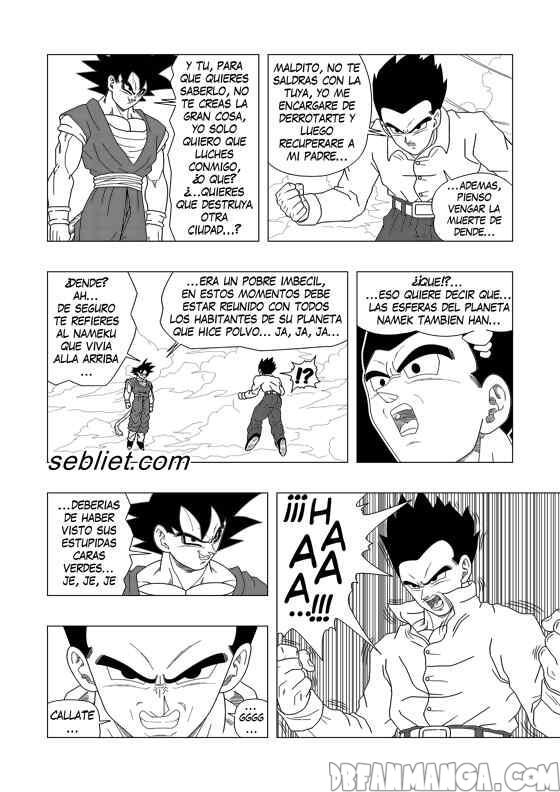 Y TU, PARA
QUE QUIERES
SABERLO, NO
TE CREAS LA
GRAN COSA,
YO SOLO
QUIERO QUE
LUCHES
CONMIGO,
¿O QUE?
¿...QUIERES
QUE DESTRUYA
OTRA
CIUDAD...?
MALDITO, NO TE
SALDRAS CON LA
TUYA, YO ME
ENCARGARE DE
DERROTARTE Y
LUEGO
RECUPERARE A
MI PADRE...
...ADEMAS,
PIENSO
VENGAR LA
MUERTE DE
DENDE...
¿DENDE?
AH...
DE SEGURO
TE REFIERES
AL NAMEKU
QUE VIVIA
ALLA ARRIBA
...
...ERA UN POBRE IMBECIL,
EN ESTOS MOMENTOS DEBE
ESTAR REUNIDO CON TODOS
LOS HABITANTES DE SU PLANETA
QUE HICE POLVO... JA, JA, JA...
!?
¿¡QUE!?...
...ESO QUIERE DECIR QUE...
LAS ESFERAS DEL PLANETA
NAMEK TAMBIEN HAN...
sebliet.com
...DEBERIAS
DE HABER
VISTO SUS
ESTUPIDAS
CARAS
VERDES...
JE, JE, JE
CALLATE
...
...
GGGG
...
¡¡¡HAAAA...!!!
DBFANMANGA.COM